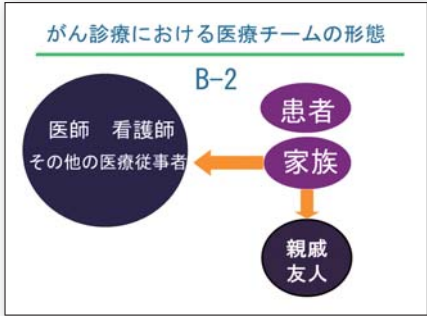 がん診療における医療チームの形態
B-2
医師　看護師
その他の医療従事者
患者
家族
親戚
友人